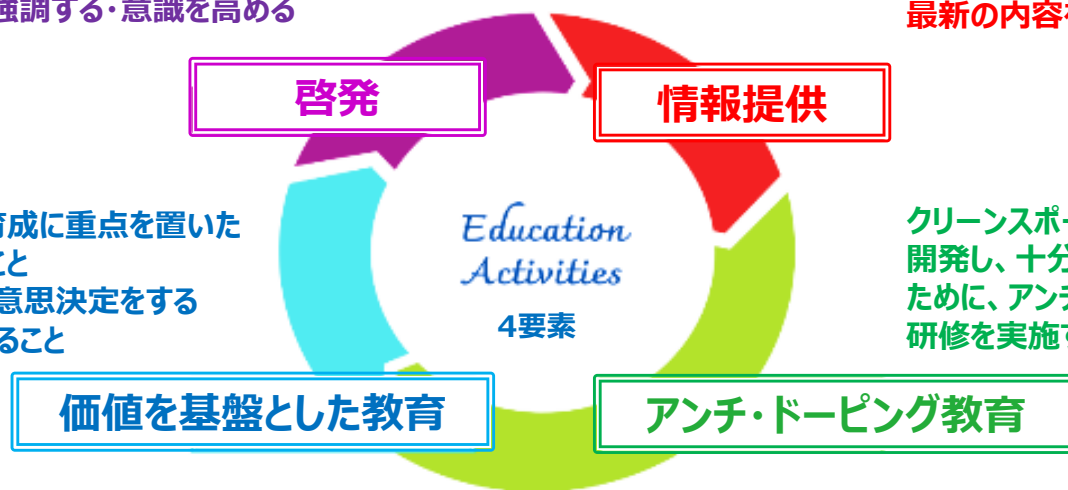 強調する・意識を高める
最新の内容
啓発
情報提供
育成に重点を置いた
こと
意思決定をする
ること
Education
Activities
4要素
クリーンスポー
開発し、十分
ために、アンチ
研修を実施す
価値を基盤とした教育
アンチ・ドーピング教育